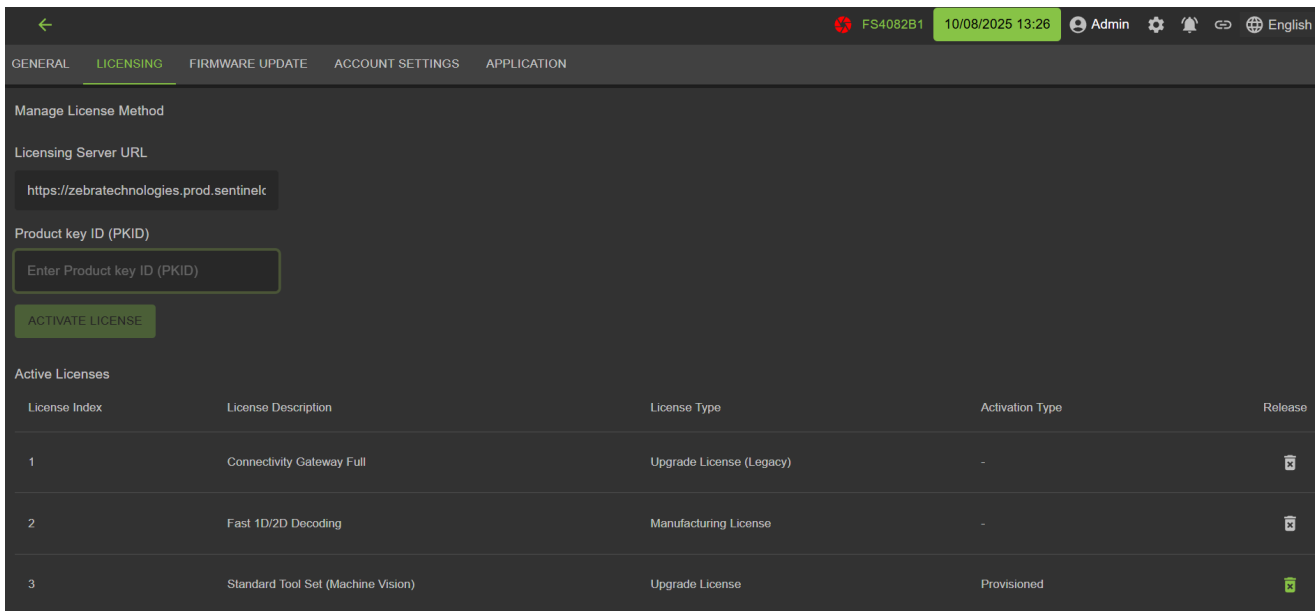 FS4082B1 10/08/2025 13:26 Admin English
GENERAL LICENSING FIRMWARE UPDATE ACCOUNT SETTINGS APPLICATION
Manage License Method
Licensing Server URL
https://zebratechnologies.prod.sentinelc
Product key ID (PKID)
Enter Product key ID (PKID)
ACTIVATE LICENSE
Active Licenses
License Index License Description License Type Activation Type Release
1 Connectivity Gateway Full Upgrade License (Legacy) -
2 Fast 1D/2D Decoding Manufacturing License -
3 Standard Tool Set (Machine Vision) Upgrade License Provisioned